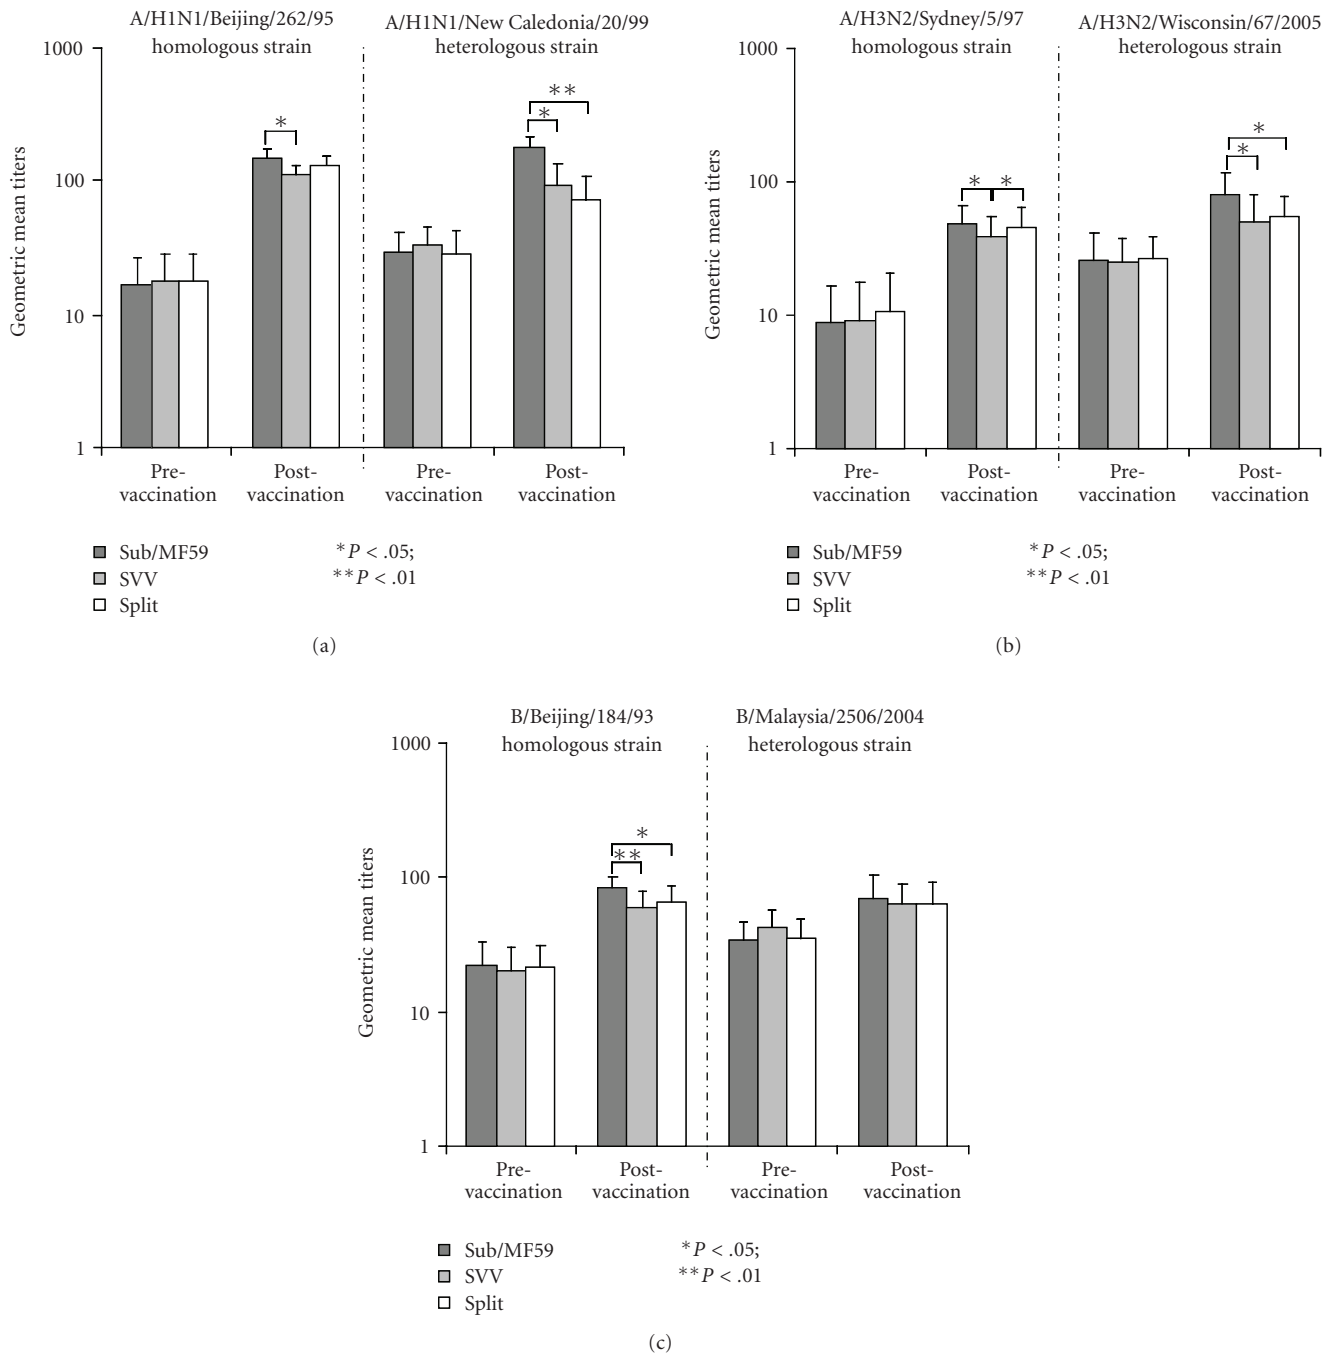 A/H1N1/Beijing/262/95
homologous strain
A/H1N1/New Caledonia/20/99
heterologous strain
Geometric mean titers
1000
100
10
1
*
*
**
Pre-
vaccination
Post-
vaccination
Pre-
vaccination
Post-
vaccination
Sub/MF59
SVV
Split
*P < .05;
**P < .01
(a)
A/H3N2/Sydney/5/97
homologous strain
A/H3N2/Wisconsin/67/2005
heterologous strain
Geometric mean titers
1000
100
10
1
*
*
*
*
Pre-
vaccination
Post-
vaccination
Pre-
vaccination
Post-
vaccination
Sub/MF59
SVV
Split
*P < .05;
**P < .01
(b)
B/Beijing/184/93
homologous strain
B/Malaysia/2506/2004
heterologous strain
Geometric mean titers
1000
100
10
1
*
**
Pre-
vaccination
Post-
vaccination
Pre-
vaccination
Post-
vaccination
Sub/MF59
SVV
Split
*P < .05;
**P < .01
(c)